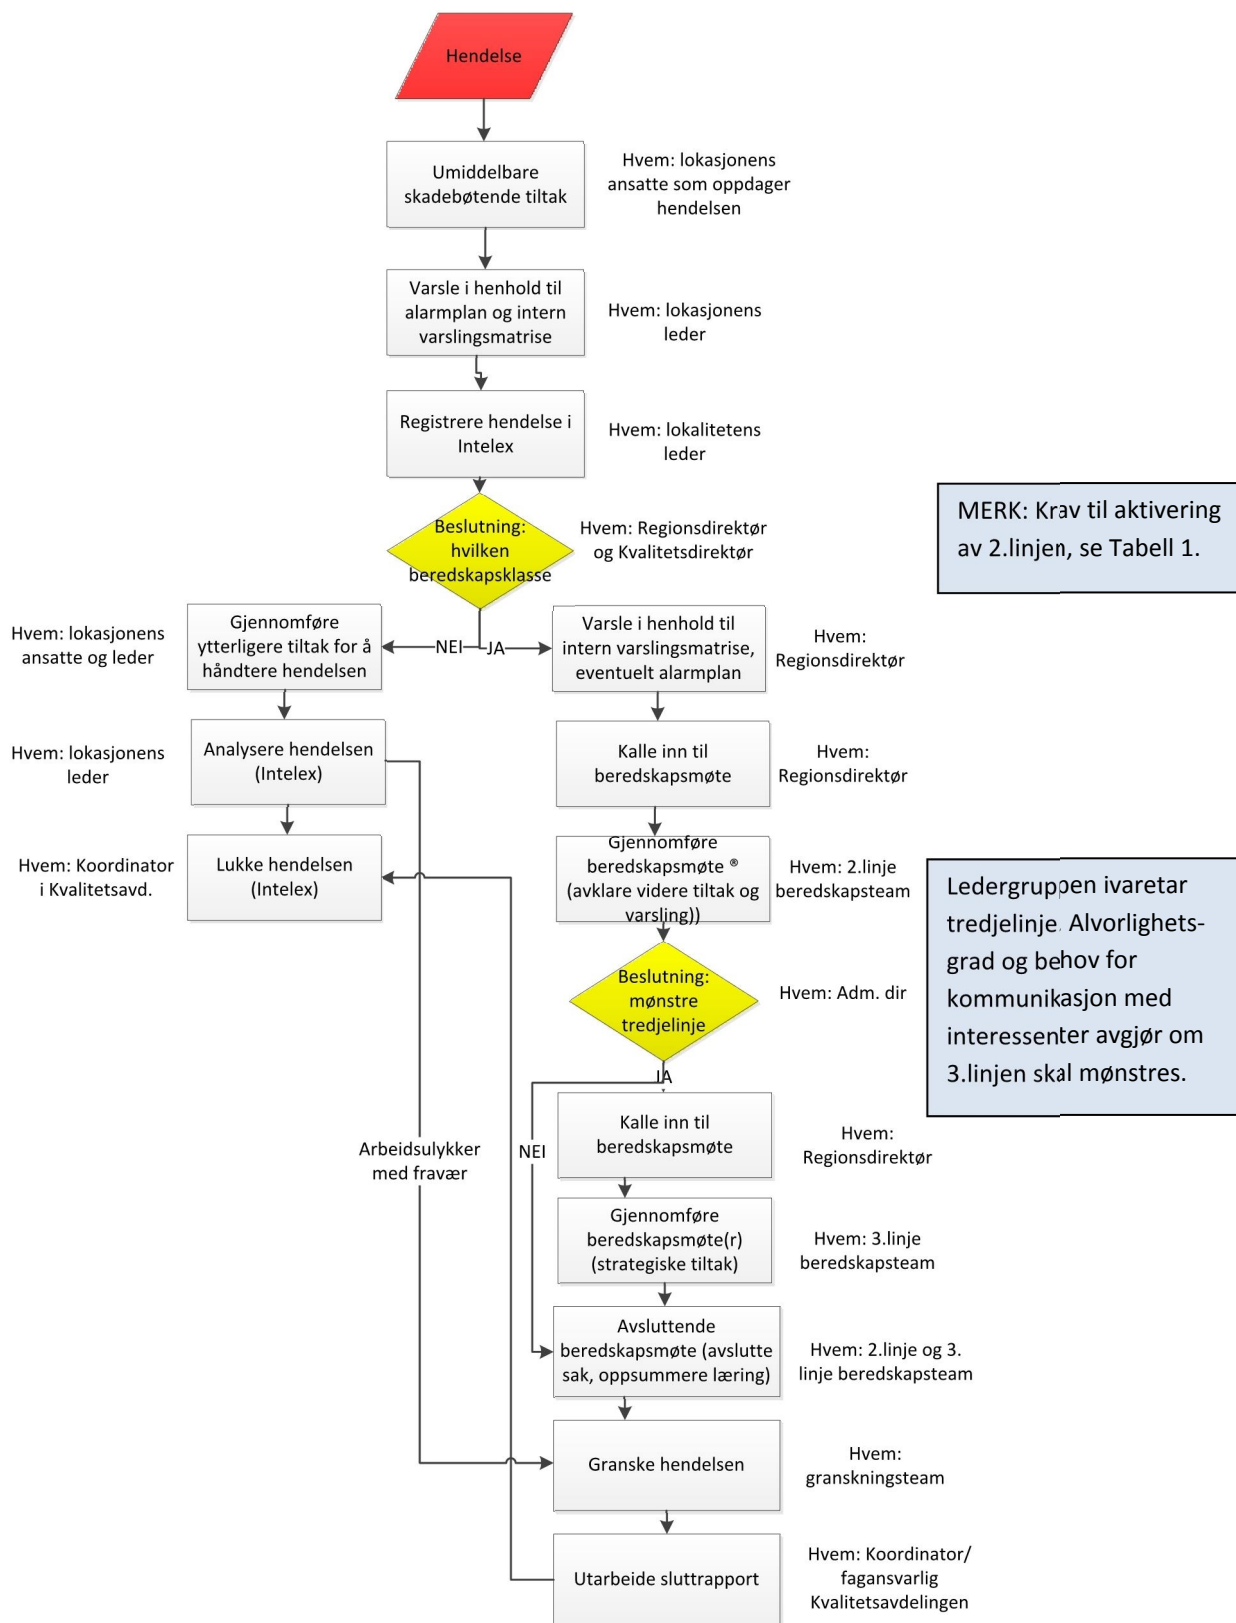 Hendelse
Umiddelbare
skadebøtende tiltak
Hvem: lokasjonens
ansatte som oppdager
hendelsen
Varsle i henhold til
alarmplan og intern
varslingsmatrise
Hvem: lokasjonens
leder
Registrere hendelse i
Intelex
Hvem: lokalitetens
leder
Beslutning:
hvilken
beredskapsklasse
Hvem: Regionsdirektør
og Kvalitetsdirektør
MERK: Krav til aktivering
av 2.linjen, se Tabell 1.
NEI
JA
Hvem: lokasjonens
ansatte og leder
Gjennomføre
ytterligere tiltak for å
håndtere hendelsen
Varsle i henhold til
intern varslingsmatrise,
eventuelt alarmplan
Hvem:
Regionsdirektør
Hvem: lokasjonens
leder
Analysere hendelsen
(Intelex)
Kalle inn til
beredskapsmøte
Hvem:
Regionsdirektør
Hvem: Koordinator
i Kvalitetsavd.
Lukke hendelsen
(Intelex)
Gjennomføre
beredskapsmøte ®
(avklare videre tiltak og
varsling))
Hvem: 2.linje
beredskapsteam
Ledergruppen ivaretar
tredjelinje. Alvorlighets-
grad og behov for
kommunikasjon med
interessenter avgjør om
3.linjen skal mønstres.
Beslutning:
mønstre
tredjelinje
Hvem: Adm. dir
JA
NEI
Kalle inn til
beredskapsmøte
Hvem:
Regionsdirektør
Arbeidsulykker
med fravær
Gjennomføre
beredskapsmøte(r)
(strategiske tiltak)
Hvem: 3.linje
beredskapsteam
Avsluttende
beredskapsmøte (avslutte
sak, oppsummere læring)
Hvem: 2.linje og 3.
linje beredskapsteam
Granske hendelsen
Hvem:
granskningsteam
Utarbeide sluttrapport
Hvem: Koordinator/
fagansvarlig
Kvalitetsavdelingen